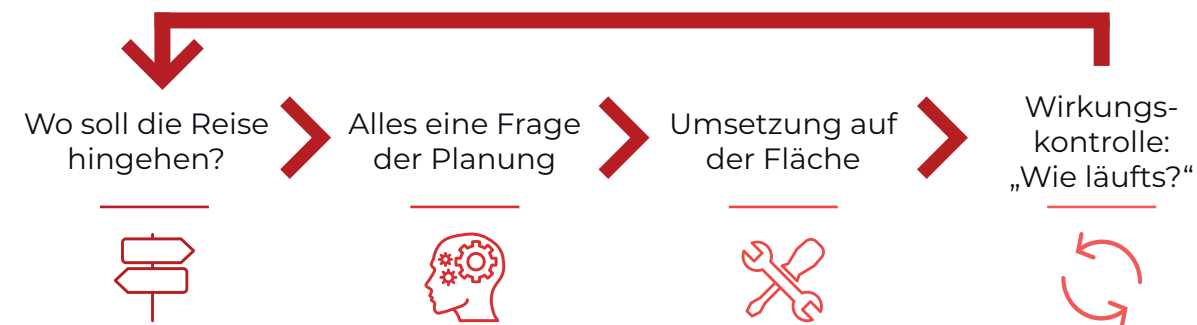 Wo soll die Reise
hingehen?
Alles eine Frage
der Planung
Umsetzung auf
der Fläche
Wirkungs-
kontrolle:
„Wie läufts?“